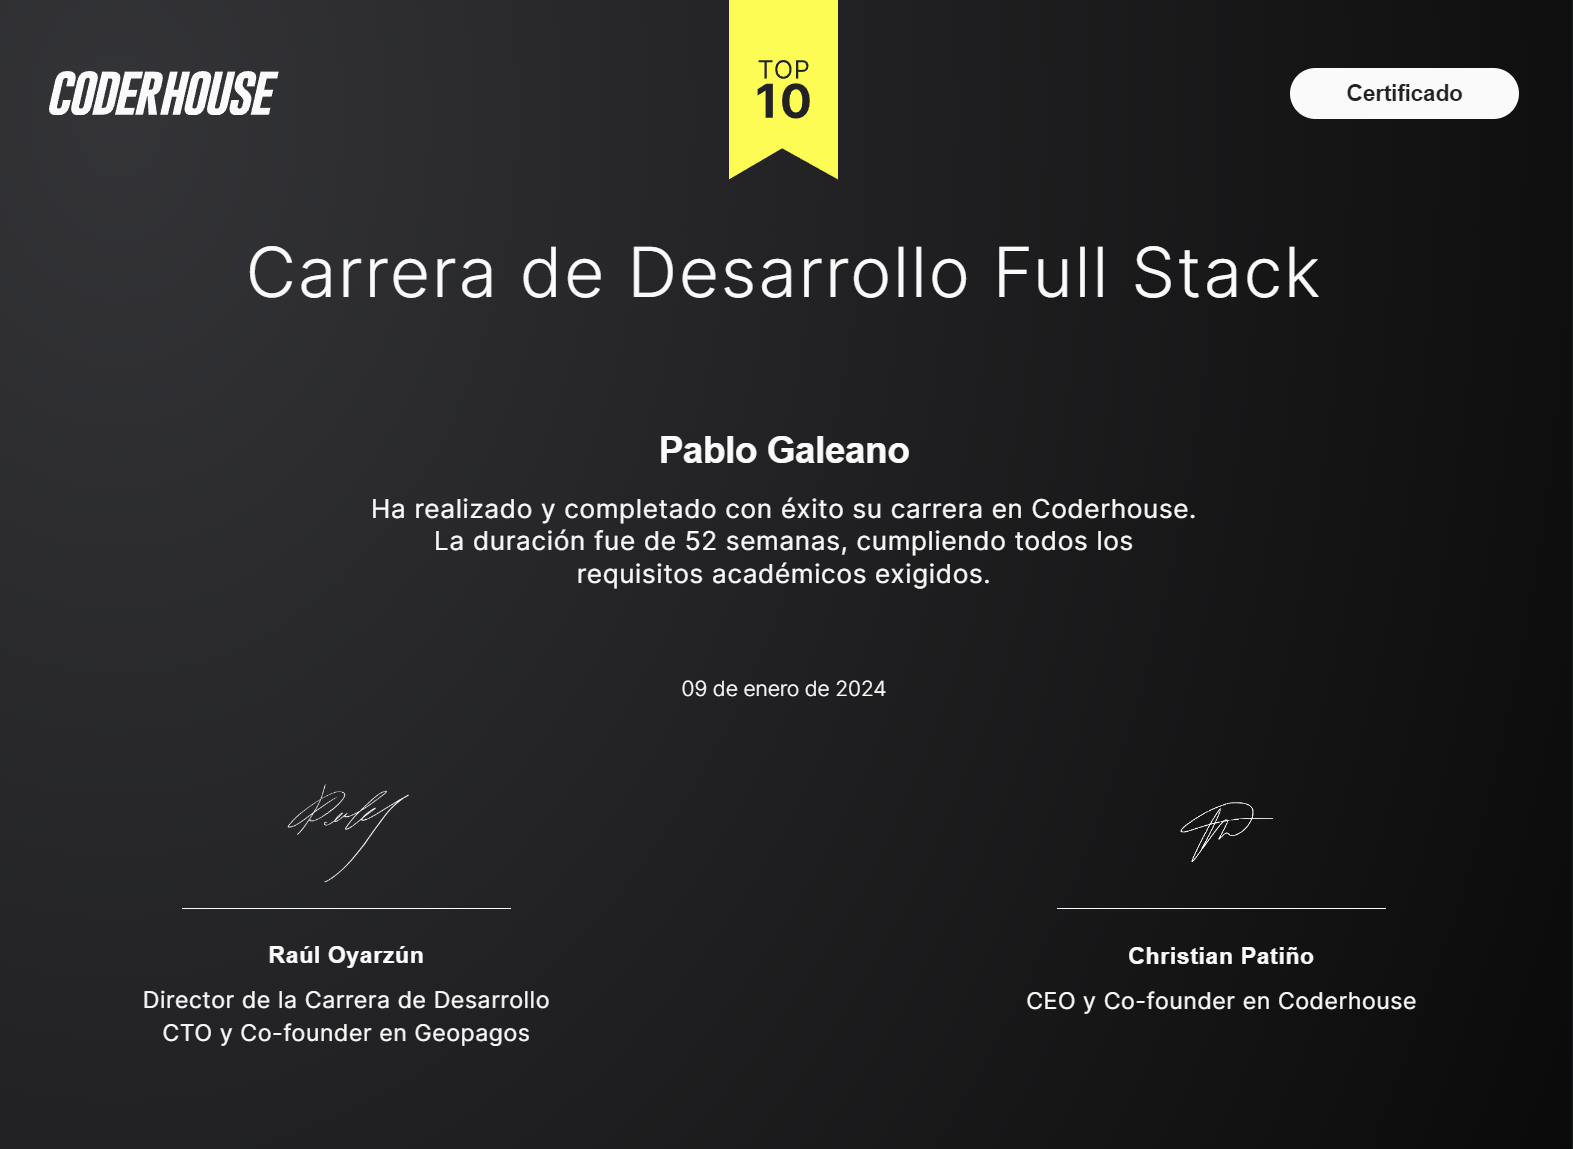 CODERHOUSE
TOP
10
Certificado
Carrera de Desarrollo Full Stack
Pablo Galeano
Ha realizado y completado con éxito su carrera en Coderhouse.
La duración fue de 52 semanas, cumpliendo todos los
requisitos académicos exigidos.
09 de enero de 2024
Raúl Oyarzún
Director de la Carrera de Desarrollo
CTO y Co-founder en Geopagos
Christian Patiño
CEO y Co-founder en Coderhouse